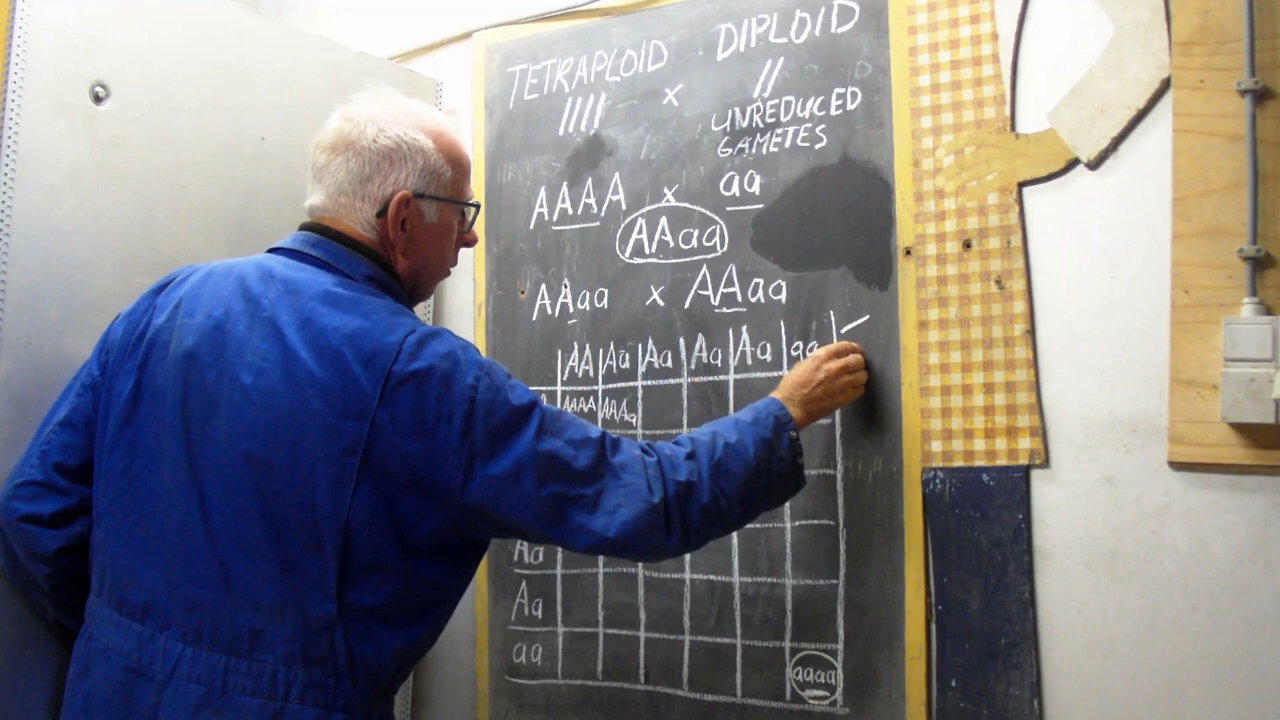 TETRAPLOID DIPLOID
//// x //
UNREDUCED
GAMETES
AAAA x aa
AAaa
AAaa x AAaa
AA Aa Aa Aa Aa aa
AAAA AAAa
Aa
Aa
aa aaaa